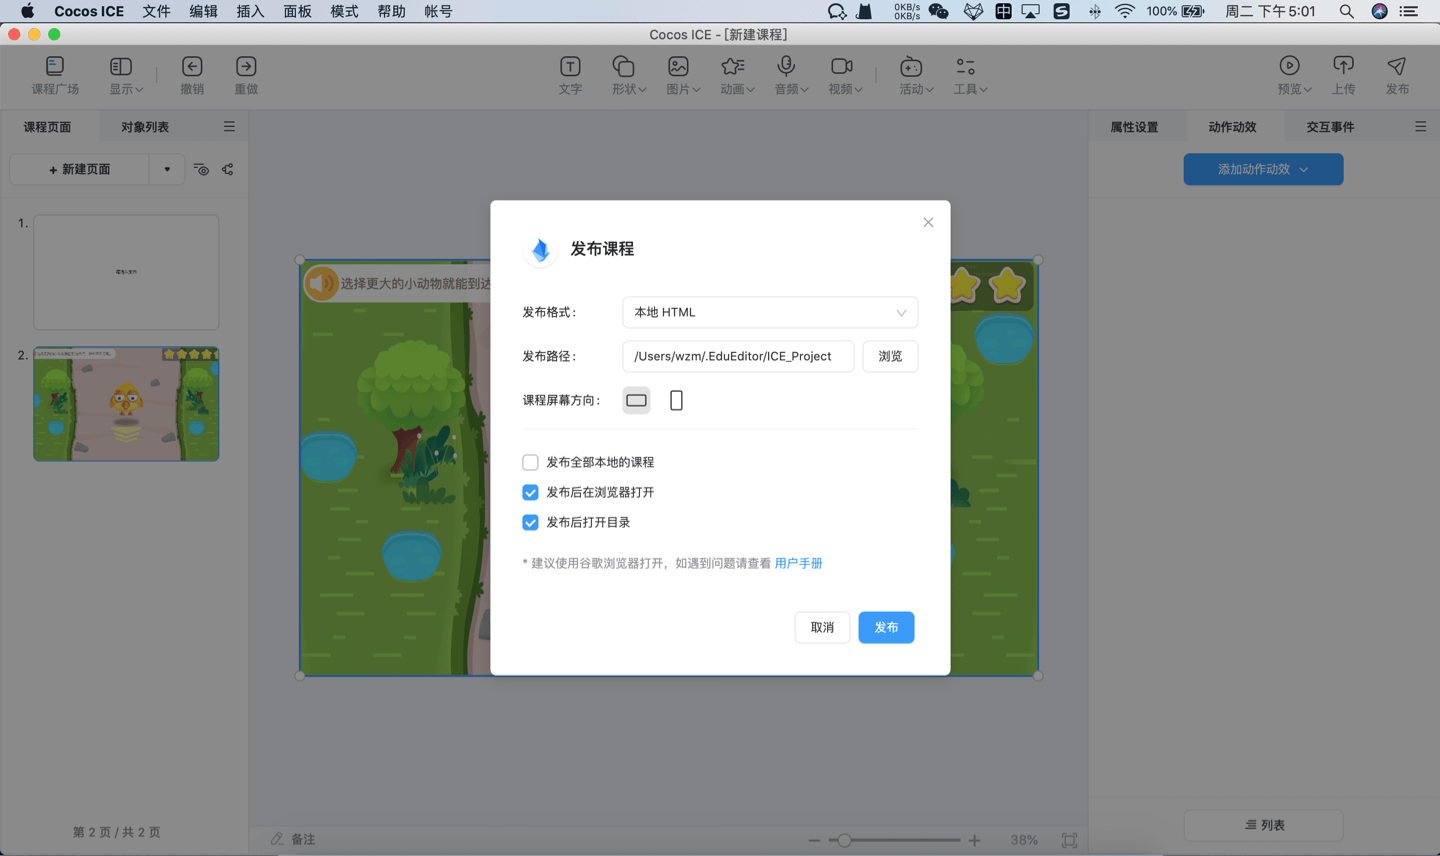 Cocos ICE 文件 编辑 插入 面板 模式 帮助 帐号 0KB/s 0KB/s 中 S 100% 周二 下午 5:01
Cocos ICE - [新建课程]
课程广场 显示 撤销 重做 文字 形状 图片 动画 音频 视频 活动 工具 预览 上传 发布
课程页面 对象列表 属性设置 动作动效 交互事件
+ 新建页面
添加动作动效
1.
2.
选择更大的小动物就能到达
发布课程
发布格式：
本地 HTML
发布路径：
/Users/wzm/.EduEditor/ICE_Project
浏览
课程屏幕方向：
发布全部本地的课程
发布后在浏览器打开
发布后打开目录
* 建议使用谷歌浏览器打开，如遇到问题请查看 用户手册
取消 发布
第 2 页 / 共 2 页
备注
38%
列表